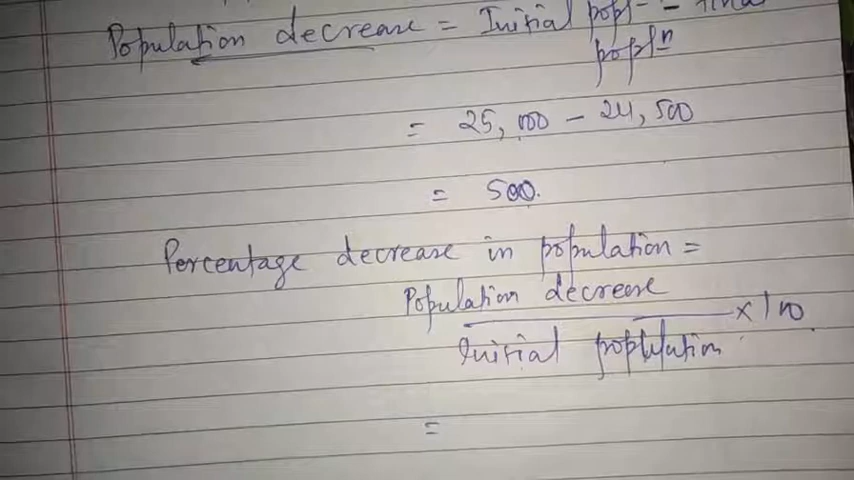 Population decrease = Initial popl- -
popl n
= 25,000 - 24,500
= 500.
Percentage decrease in population =
Population decrease
x 100
Initial population
=